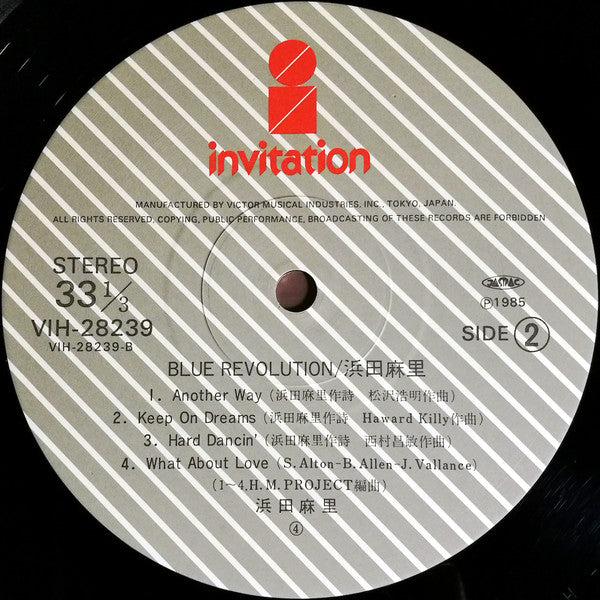 invitation
MANUFACTURED BY VICTOR MUSICAL INDUSTRIES, INC., TOKYO, JAPAN.
ALL RIGHTS RESERVED, COPYING, PUBLIC PERFORMANCE, BROADCASTING OF THESE RECORDS ARE FORBIDDEN
STEREO
33 1/3
VIH-28239
VIH-28239-B
JASRAC
Ⓟ1985
SIDE ②
BLUE REVOLUTION/浜田麻里
1. Another Way (浜田麻里作詩 松沢浩明作曲)
2. Keep On Dreams (浜田麻里作詩 Haward Killy作曲)
3. Hard Dancin' (浜田麻里作詩 西村昌敏作曲)
4. What About Love (S. Alton-B. Allen-J. Vallance)
(1〜4, H. M. PROJECT編曲)
浜田麻里
④